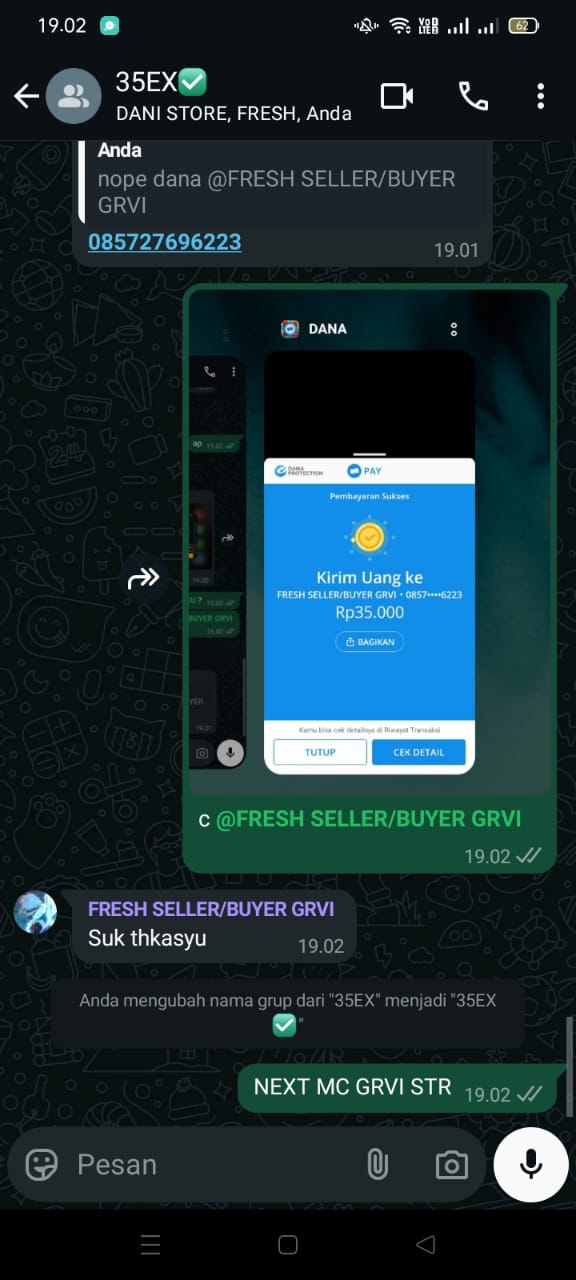 19.02
VoD
LTE1
62
35EX✅
DANI STORE, FRESH, Anda
Anda
nope dana @FRESH SELLER/BUYER
GRVI
085727696223
19.01
DANA
ap 19.00
19.00
U ? 19.00
BUYER GRVI
19.00
YER
19.01
DANA
PROTECTION
PAY
Pembayaran Sukses
Kirim Uang ke
FRESH SELLER/BUYER GRVI • 0857••••6223
Rp35.000
BAGIKAN
Kamu bisa cek detailnya di Riwayat Transaksi
TUTUP
CEK DETAIL
c @FRESH SELLER/BUYER GRVI
19.02
FRESH SELLER/BUYER GRVI
Suk thkasyu
19.02
Anda mengubah nama grup dari "35EX" menjadi "35EX
✅"
NEXT MC GRVI STR 19.02
Pesan